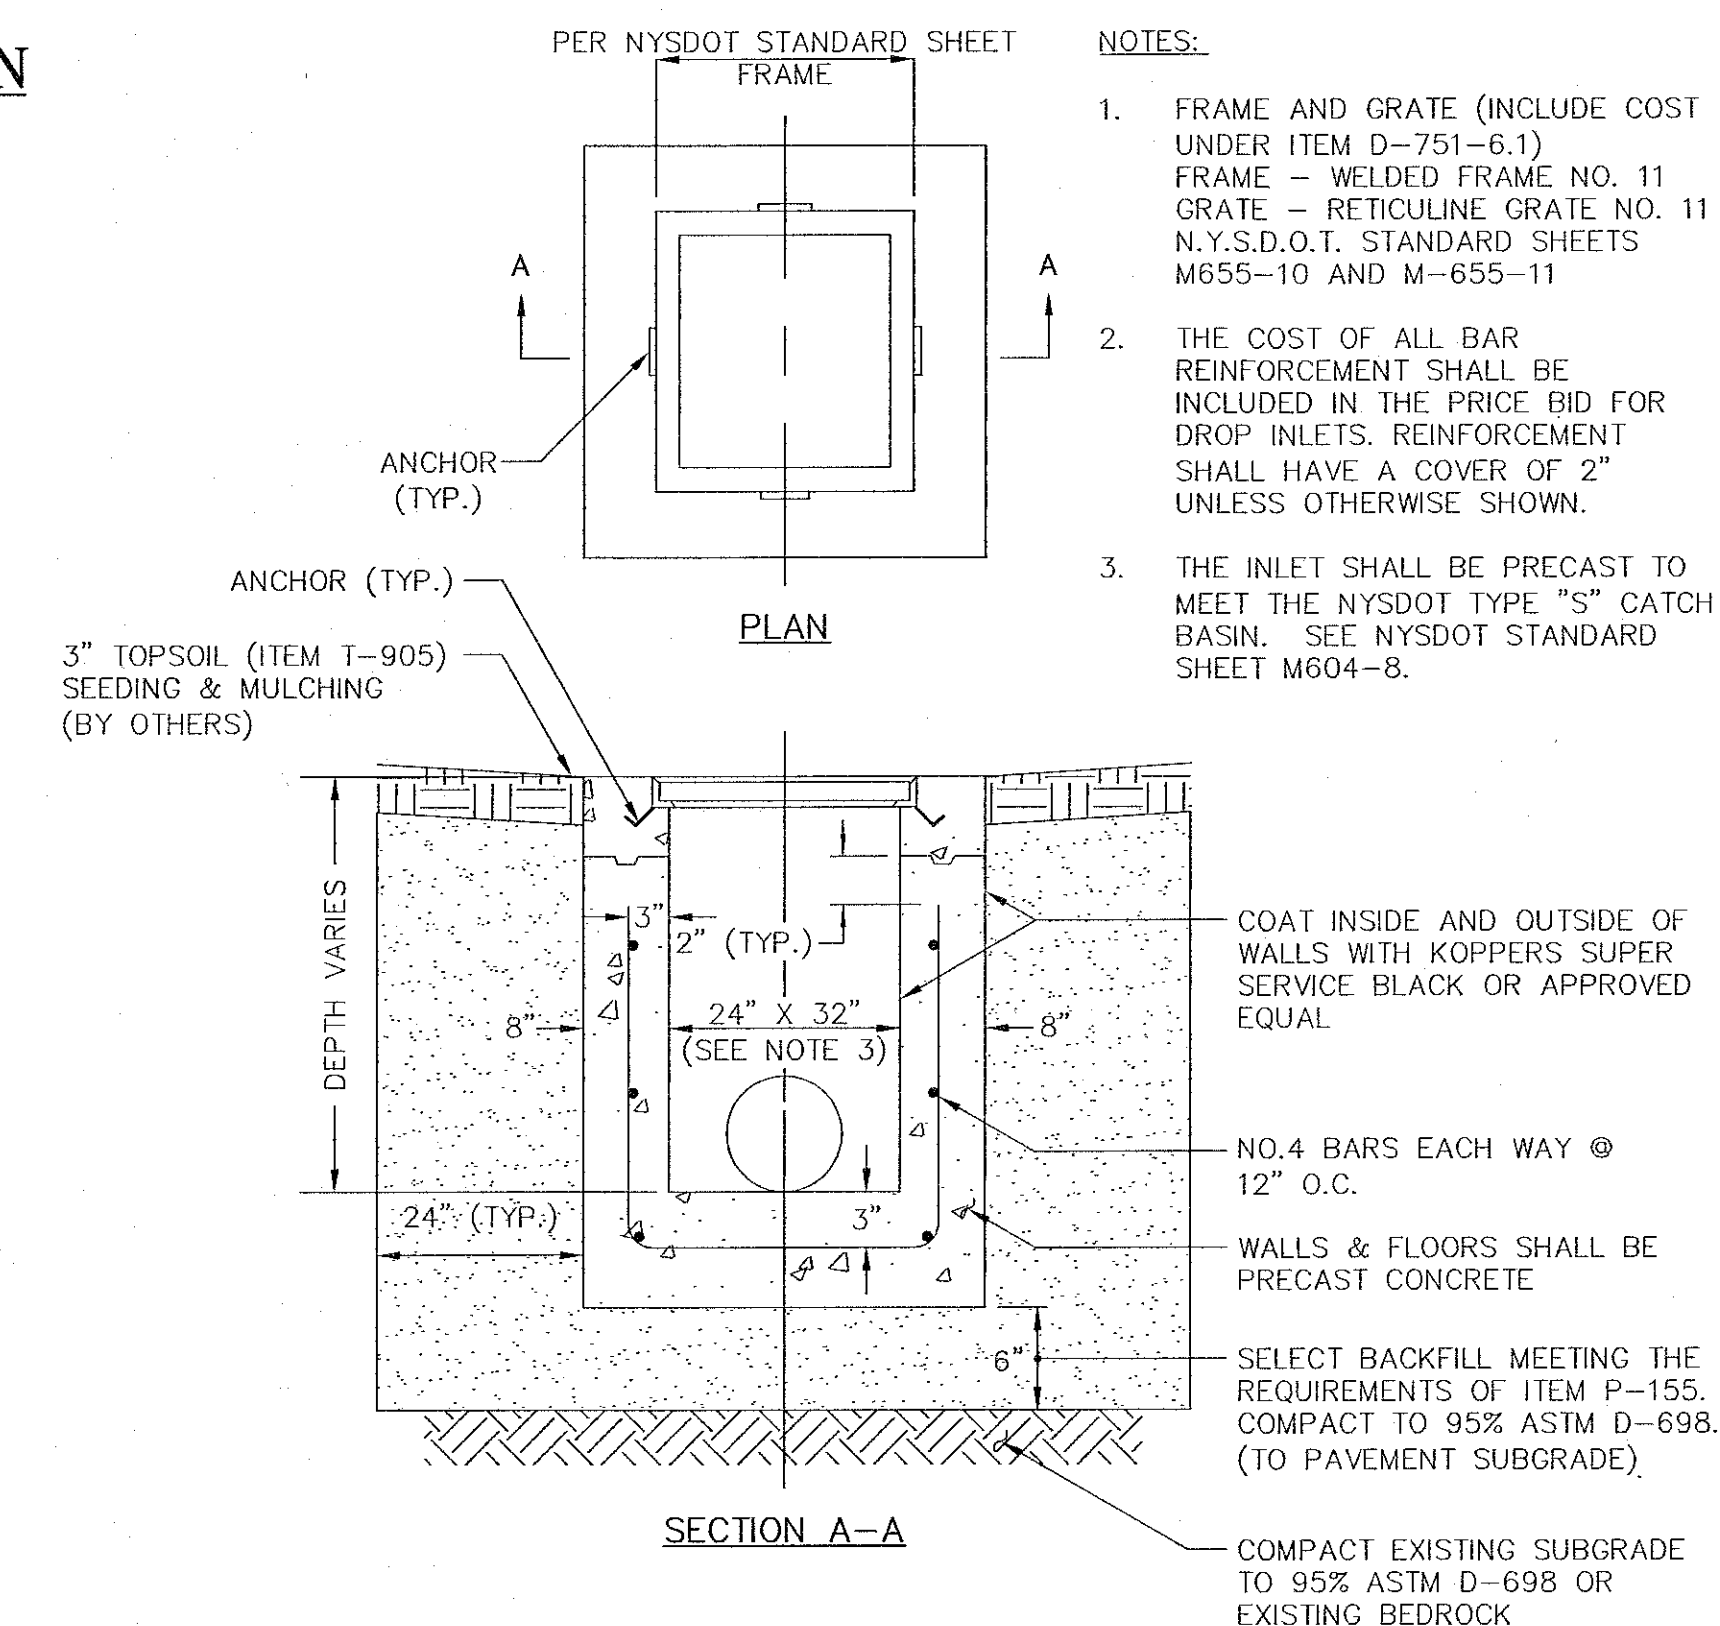 N
PER NYSDOT STANDARD SHEET
FRAME
A
A
ANCHOR
(TYP.)
PLAN
NOTES:
1. FRAME AND GRATE (INCLUDE COST
UNDER ITEM D-751-6.1)
FRAME - WELDED FRAME NO. 11
GRATE - RETICULINE GRATE NO. 11
N.Y.S.D.O.T. STANDARD SHEETS
M655-10 AND M-655-11
2. THE COST OF ALL BAR
REINFORCEMENT SHALL BE
INCLUDED IN THE PRICE BID FOR
DROP INLETS. REINFORCEMENT
SHALL HAVE A COVER OF 2"
UNLESS OTHERWISE SHOWN.
3. THE INLET SHALL BE PRECAST TO
MEET THE NYSDOT TYPE "S" CATCH
BASIN. SEE NYSDOT STANDARD
SHEET M604-8.
ANCHOR (TYP.)
3" TOPSOIL (ITEM T-905)
SEEDING & MULCHING
(BY OTHERS)
DEPTH VARIES
3"
2" (TYP.)
8"
24" X 32"
(SEE NOTE 3)
8"
24" (TYP.)
3"
6"
COAT INSIDE AND OUTSIDE OF
WALLS WITH KOPPERS SUPER
SERVICE BLACK OR APPROVED
EQUAL
NO.4 BARS EACH WAY @
12" O.C.
WALLS & FLOORS SHALL BE
PRECAST CONCRETE
SELECT BACKFILL MEETING THE
REQUIREMENTS OF ITEM P-155.
COMPACT TO 95% ASTM D-698.
(TO PAVEMENT SUBGRADE)
COMPACT EXISTING SUBGRADE
TO 95% ASTM D-698 OR
EXISTING BEDROCK
SECTION A-A